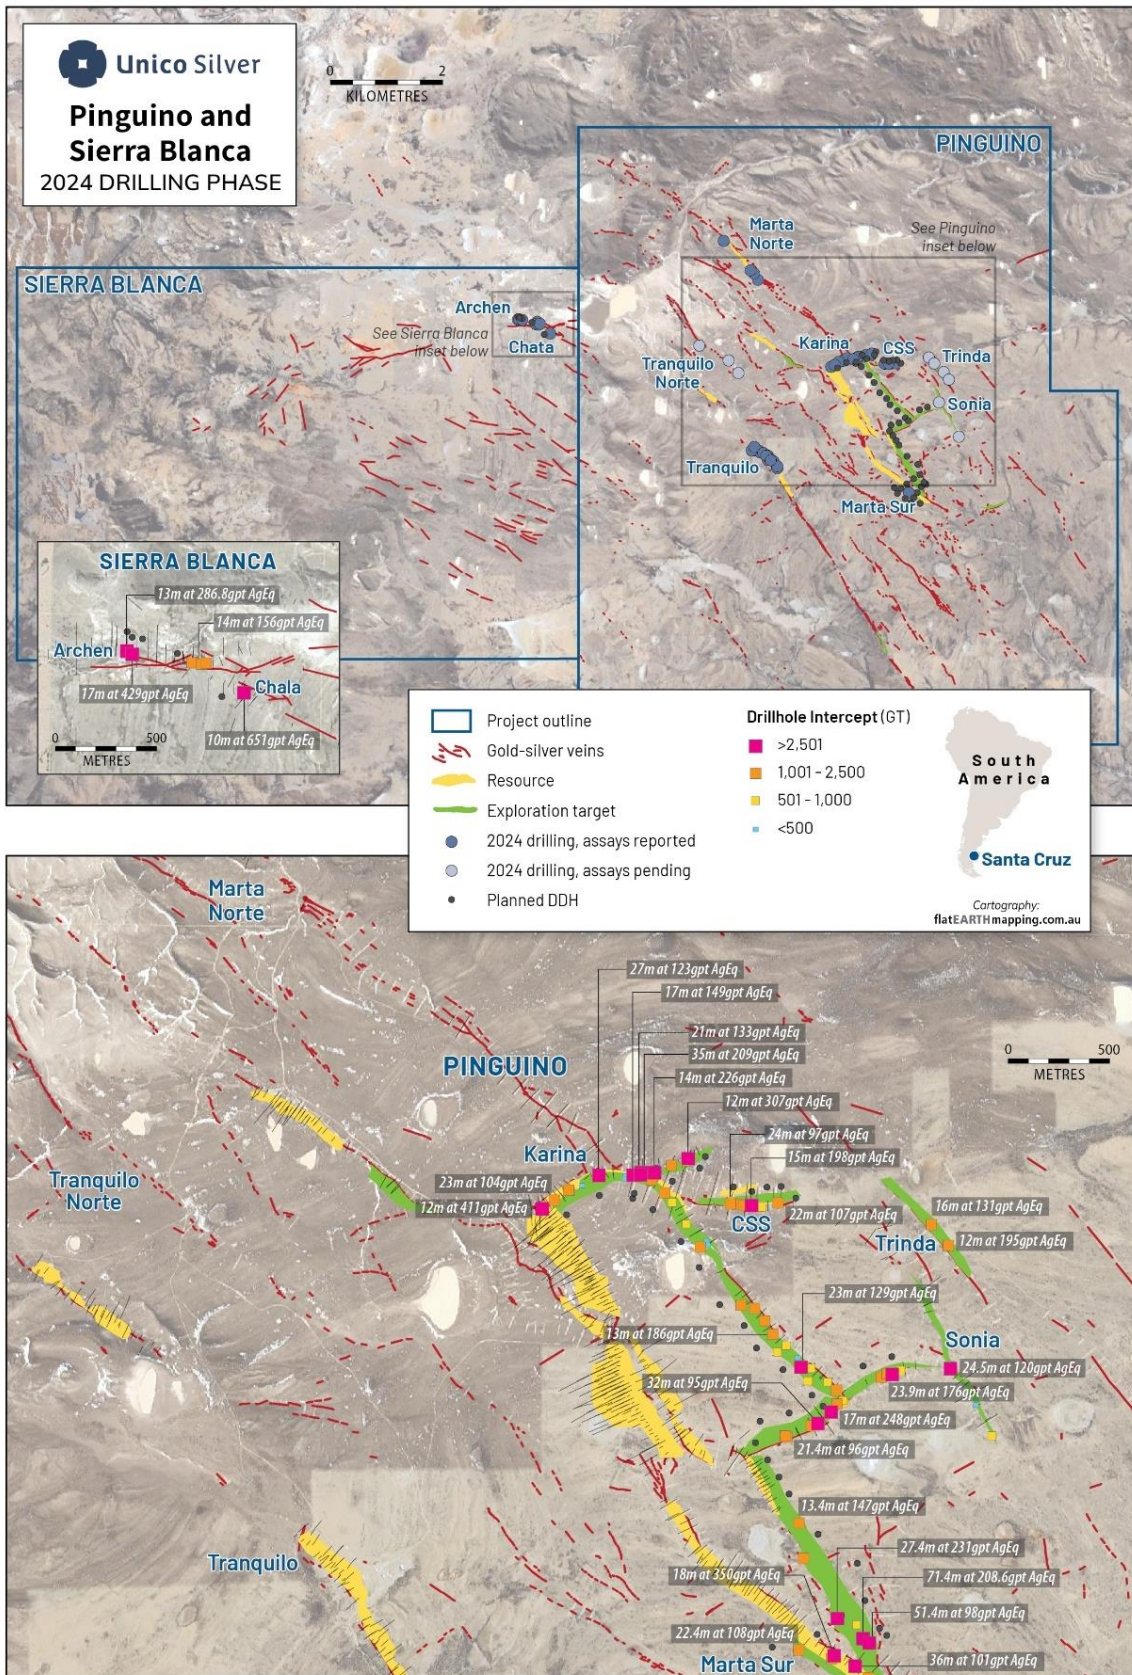 Unico Silver
Pinguino and
Sierra Blanca
2024 DRILLING PHASE
0 2
KILOMETRES
PINGUINO
Marta
Norte
See Pinguino
inset below
SIERRA BLANCA
Archen
See Sierra Blanca
inset below
Chata
Karina
CSS
Trinda
Tranquilo
Norte
Sonia
Tranquilo
Marta Sur
SIERRA BLANCA
13m at 286.8gpt AgEq
14m at 156gpt AgEq
Archen
17m at 429gpt AgEq
Chala
10m at 651gpt AgEq
0 500
METRES
Project outline
Gold-silver veins
Resource
Exploration target
2024 drilling, assays reported
2024 drilling, assays pending
Planned DDH
Drillhole Intercept (GT)
>2,501
1,001 - 2,500
501 - 1,000
<500
South
America
Santa Cruz
Cartography:
flatEARTHmapping.com.au
Marta
Norte
27m at 123gpt AgEq
17m at 149gpt AgEq
21m at 133gpt AgEq
35m at 209gpt AgEq
14m at 226gpt AgEq
12m at 307gpt AgEq
24m at 97gpt AgEq
15m at 198gpt AgEq
PINGUINO
0 500
METRES
Karina
Tranquilo
Norte
23m at 104gpt AgEq
12m at 411gpt AgEq
CSS
22m at 107gpt AgEq
16m at 131gpt AgEq
Trinda
12m at 195gpt AgEq
23m at 129gpt AgEq
13m at 186gpt AgEq
Sonia
24.5m at 120gpt AgEq
32m at 95gpt AgEq
23.9m at 176gpt AgEq
17m at 248gpt AgEq
21.4m at 96gpt AgEq
13.4m at 147gpt AgEq
27.4m at 231gpt AgEq
Tranquilo
18m at 350gpt AgEq
71.4m at 208.6gpt AgEq
51.4m at 98gpt AgEq
22.4m at 108gpt AgEq
Marta Sur
36m at 101gpt AgEq